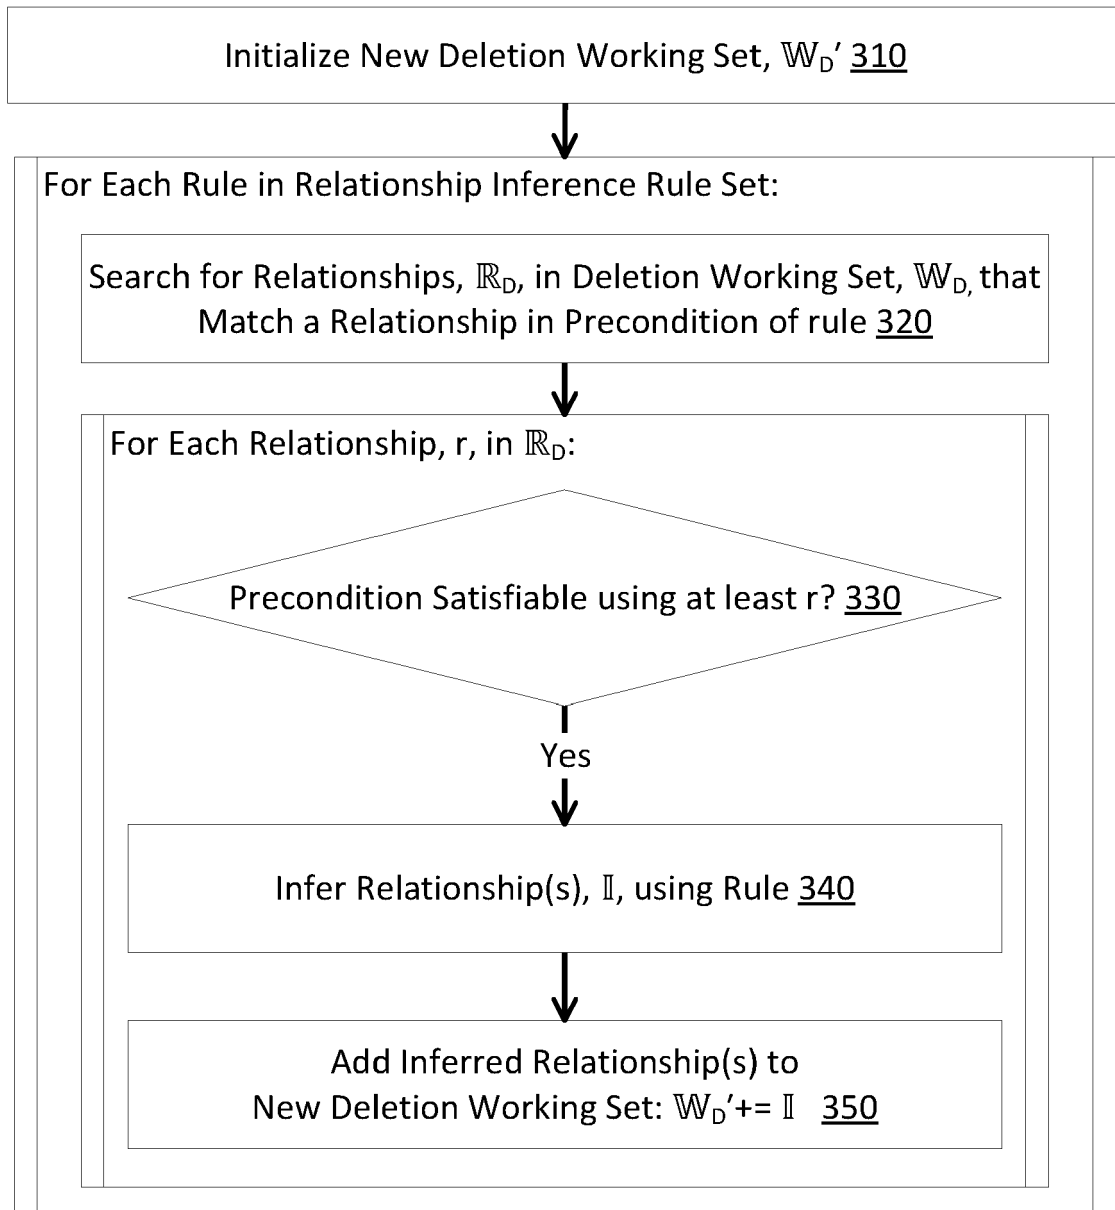 Initialize New Deletion Working Set, 𝕎D′ 310
For Each Rule in Relationship Inference Rule Set:
Search for Relationships, ℝD, in Deletion Working Set, 𝕎D, that
Match a Relationship in Precondition of rule 320
For Each Relationship, r, in ℝD:
Precondition Satisfiable using at least r? 330
Yes
Infer Relationship(s), 𝕀, using Rule 340
Add Inferred Relationship(s) to
New Deletion Working Set: 𝕎D′+= 𝕀 350